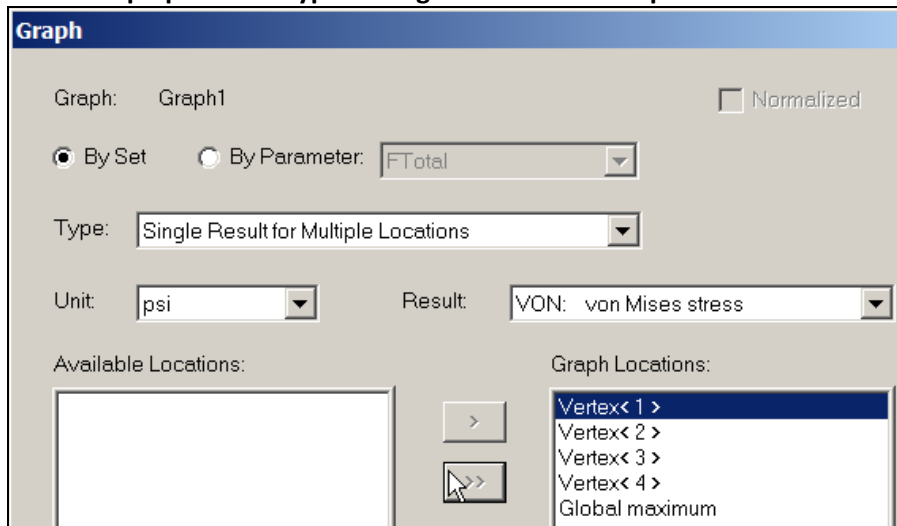 Graph
Graph: Graph1 Normalized
By Set By Parameter: FTotal
Type: Single Result for Multiple Locations
Unit: psi Result: VON: von Mises stress
Available Locations: Graph Locations:
Vertex< 1 >
> Vertex< 2 >
Vertex< 3 >
>> Vertex< 4 >
Global maximum